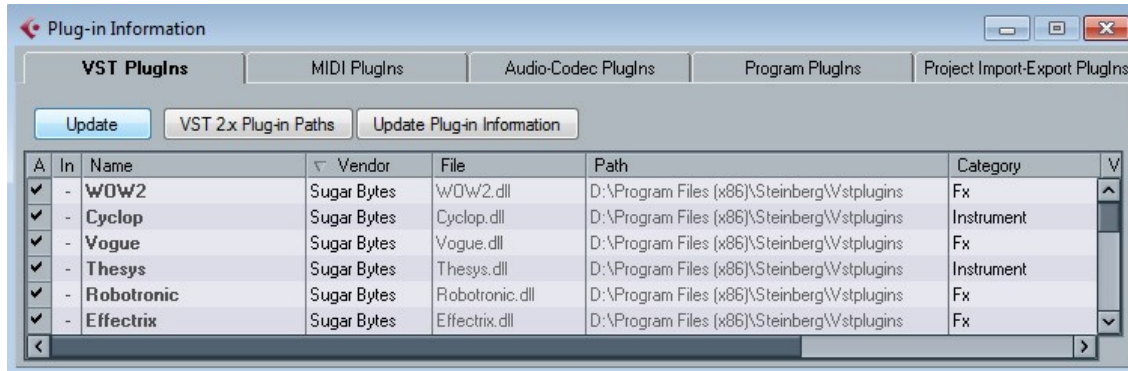 Plug-in Information
VST PlugIns MIDI PlugIns Audio-Codec PlugIns Program PlugIns Project Import-Export PlugIns
Update VST 2.x Plug-in Paths Update Plug-in Information
A In Name Vendor File Path Category V
WOW2 Sugar Bytes WOW2.dll D:\Program Files (x86)\Steinberg\Vstplugins Fx
Cyclop Sugar Bytes Cyclop.dll D:\Program Files (x86)\Steinberg\Vstplugins Instrument
Vogue Sugar Bytes Vogue.dll D:\Program Files (x86)\Steinberg\Vstplugins Fx
Thesys Sugar Bytes Thesys.dll D:\Program Files (x86)\Steinberg\Vstplugins Instrument
Robotronic Sugar Bytes Robotronic.dll D:\Program Files (x86)\Steinberg\Vstplugins Fx
Effectrix Sugar Bytes Effectrix.dll D:\Program Files (x86)\Steinberg\Vstplugins Fx